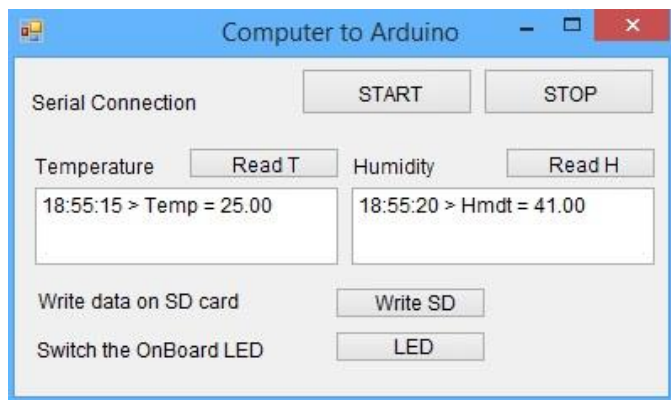 Computer to Arduino
Serial Connection START STOP
Temperature Read T Humidity Read H
18:55:15 > Temp = 25.00 18:55:20 > Hmdt = 41.00
Write data on SD card Write SD
Switch the OnBoard LED LED